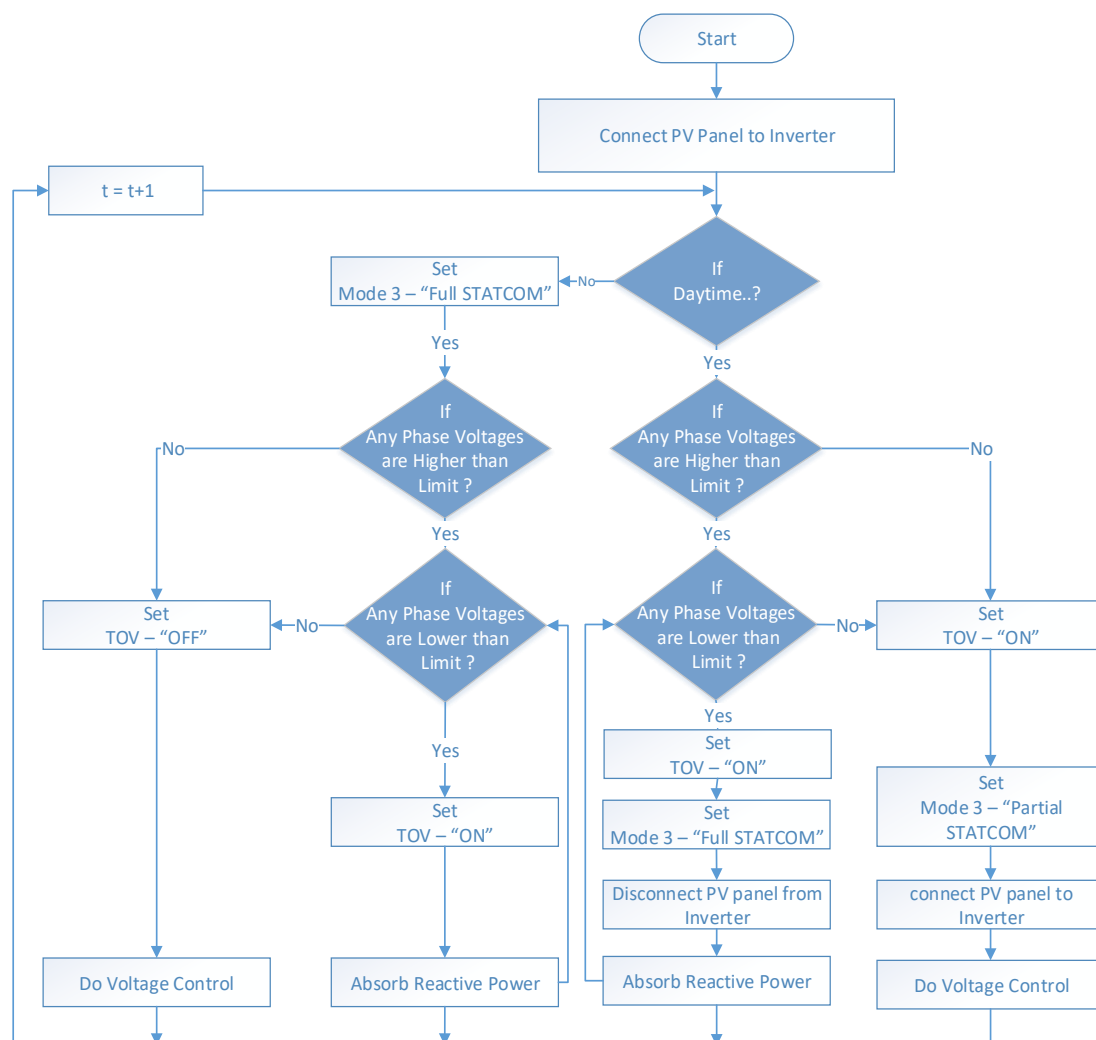 Start
Connect PV Panel to Inverter
t = t+1
If
Daytime..?
No
Set
Mode 3 – “Full STATCOM”
Yes
Yes
If
Any Phase Voltages
are Higher than
Limit ?
If
Any Phase Voltages
are Higher than
Limit ?
No
No
Yes
Yes
If
Any Phase Voltages
are Lower than
Limit ?
If
Any Phase Voltages
are Lower than
Limit ?
Set
TOV – “OFF”
No
No
Set
TOV – “ON”
Yes
Yes
Set
TOV – “ON”
Set
TOV – “ON”
Set
Mode 3 – “Full STATCOM”
Set
Mode 3 – “Partial
STATCOM”
Disconnect PV panel from
Inverter
connect PV panel to
Inverter
Do Voltage Control
Absorb Reactive Power
Absorb Reactive Power
Do Voltage Control